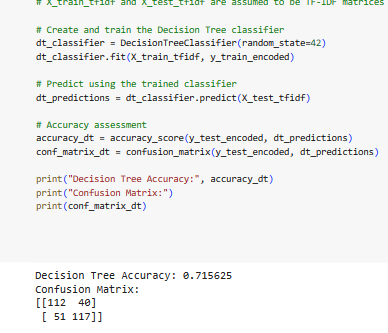 # X_train_tfidf and X_test_tfidf are assumed to be TF-IDF matrices
# Create and train the Decision Tree classifier
dt_classifier = DecisionTreeClassifier(random_state=42)
dt_classifier.fit(X_train_tfidf, y_train_encoded)
# Predict using the trained classifier
dt_predictions = dt_classifier.predict(X_test_tfidf)
# Accuracy assessment
accuracy_dt = accuracy_score(y_test_encoded, dt_predictions)
conf_matrix_dt = confusion_matrix(y_test_encoded, dt_predictions)
print("Decision Tree Accuracy:", accuracy_dt)
print("Confusion Matrix:")
print(conf_matrix_dt)
Decision Tree Accuracy: 0.715625
Confusion Matrix:
[[112  40]
 [ 51 117]]